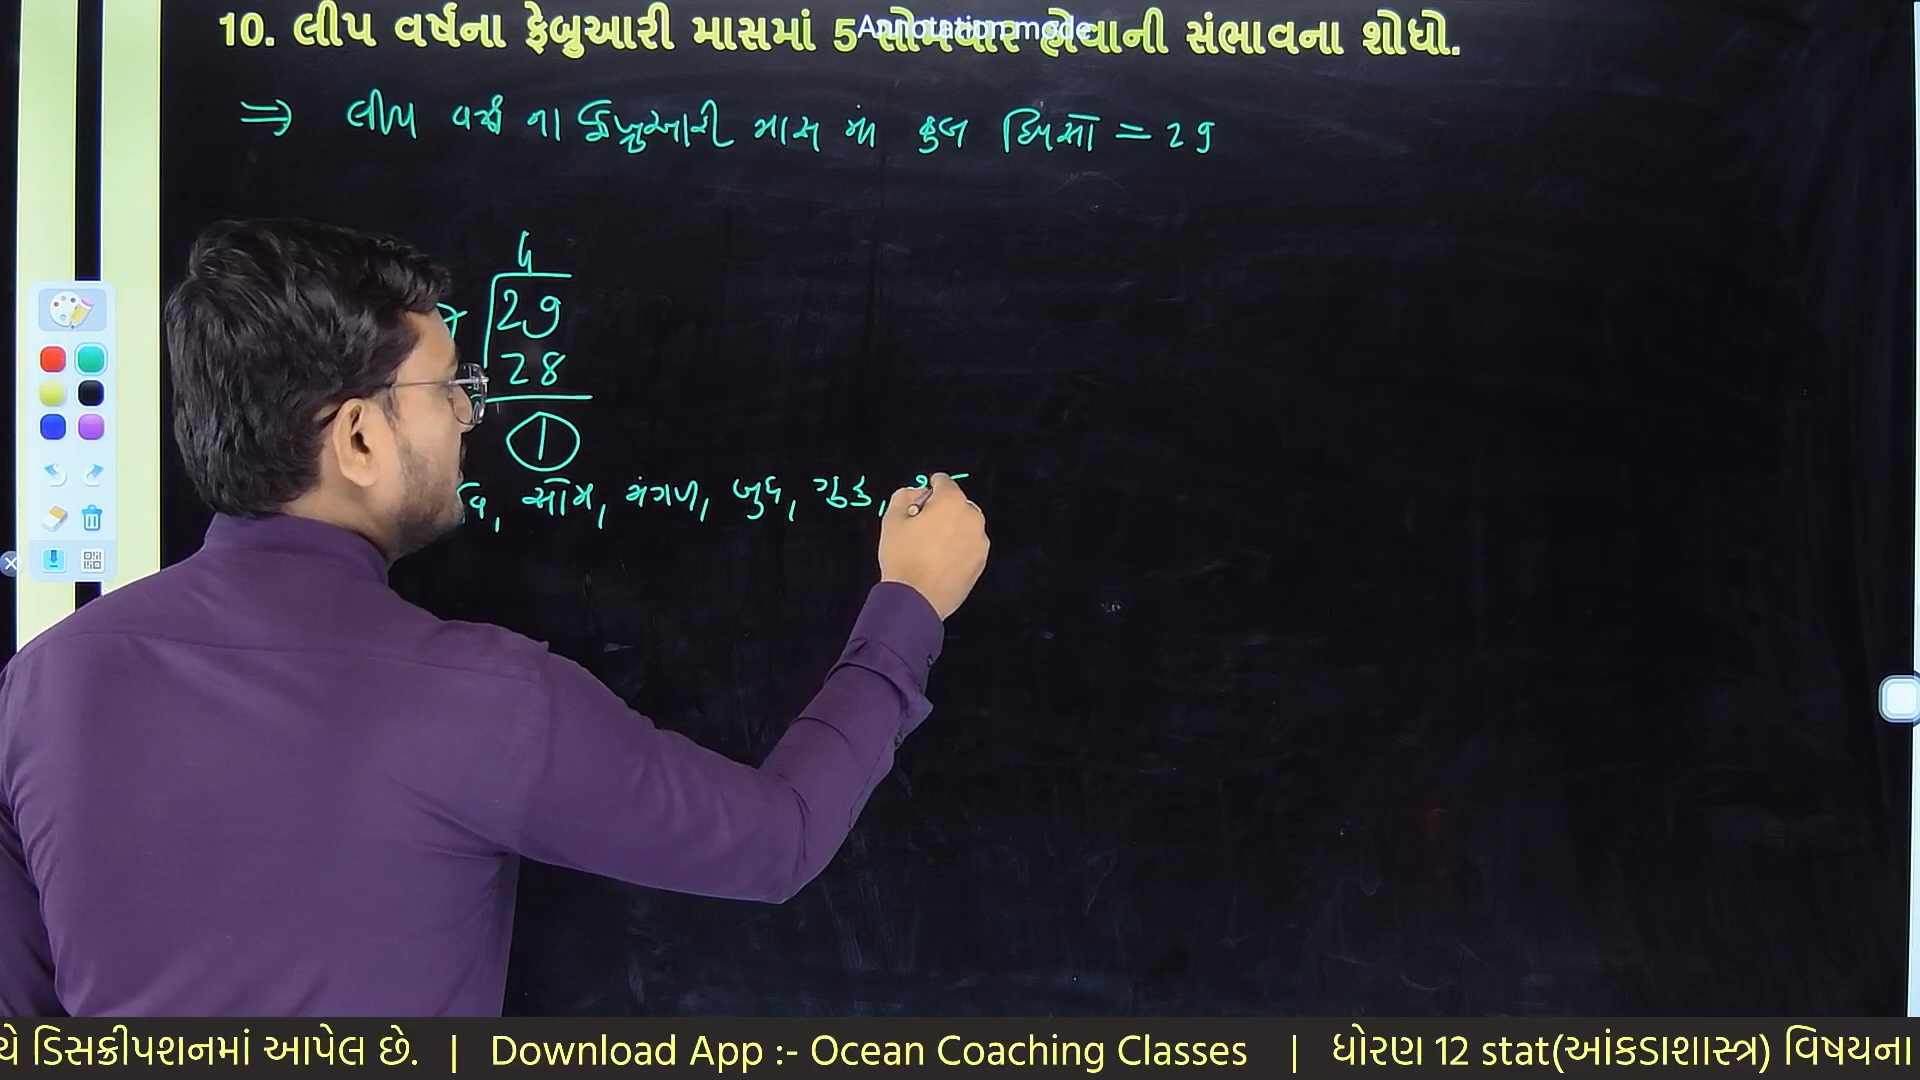 10. લીપ વર્ષના ફેબ્રુઆરી માસમાં 5 સોમવાર હોવાની સંભાવના શોધો.
Annotation mode
⇒ લીપ વર્ષ ના ફેબ્રુઆરી માસ માં કુલ દિવસો = 29
4
7 29
28
1
વિ, સોમ, મંગળ, બુધ, ગુરુ,
યે ડિસક્રીપશનમાં આપેલ છે. | Download App :- Ocean Coaching Classes | ધોરણ 12 stat(આંકડાશાસ્ત્ર) વિષયના